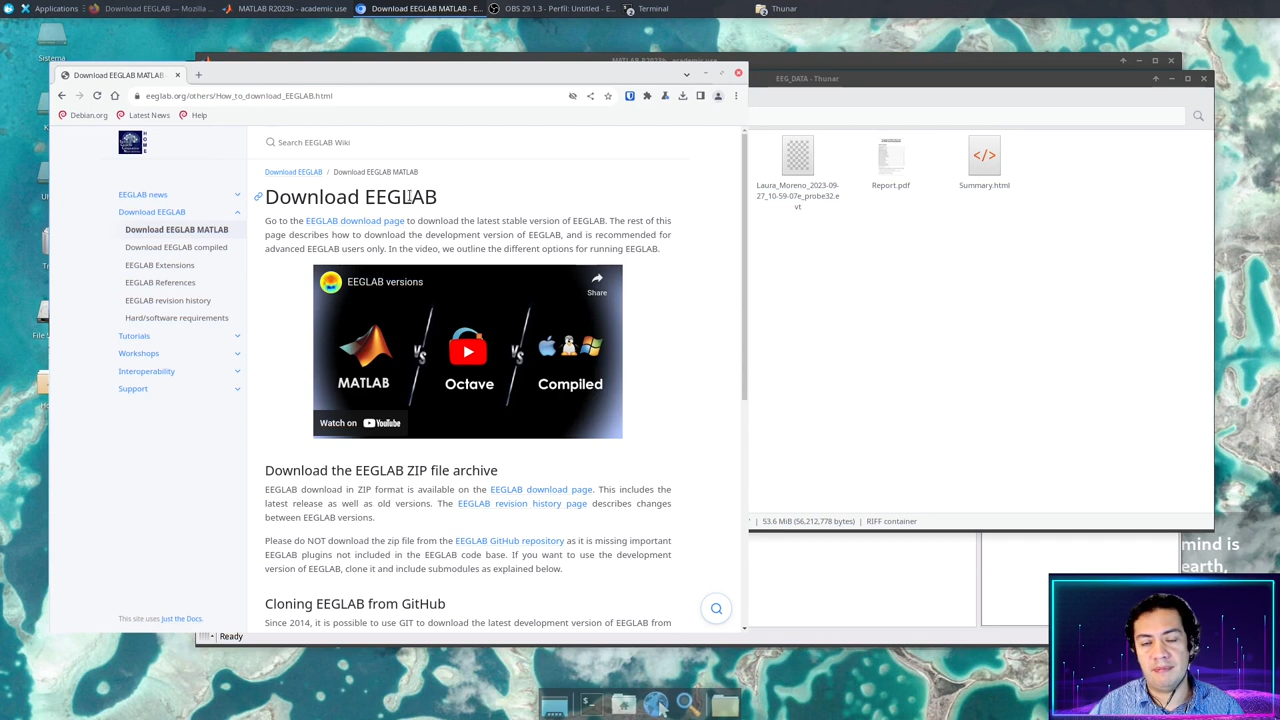 Applications
Download EEGLAB — Mozilla ...
MATLAB R2023b - academic use
Download EEGLAB MATLAB - E...
OBS 29.1.3 - Perfil: Untitled - E...
Terminal
Thunar
Sistema
MATLAB R2023b - academic use
EEG_DATA - Thunar
Download EEGLAB MATLAB -
eeglab.org/others/How_to_download_EEGLAB.html
Debian.org
Latest News
Help
HOME
Search EEGLAB Wiki
Download EEGLAB / Download EEGLAB MATLAB
EEGLAB news
Download EEGLAB
Download EEGLAB MATLAB
Download EEGLAB compiled
EEGLAB Extensions
EEGLAB References
EEGLAB revision history
Hard/software requirements
Tutorials
Workshops
Interoperability
Support
This site uses Just the Docs.
Download EEGLAB
Go to the EEGLAB download page to download the latest stable version of EEGLAB. The rest of
this page describes how to download the development version of EEGLAB, and is recommended for
advanced EEGLAB users only. In the video, we outline the different options for running EEGLAB.
EEGLAB versions
Share
MATLAB
VS
Octave
VS
Compiled
Watch on YouTube
Download the EEGLAB ZIP file archive
EEGLAB download in ZIP format is available on the EEGLAB download page. This includes the
latest release as well as old versions. The EEGLAB revision history page describes changes
between EEGLAB versions.
Please do NOT download the zip file from the EEGLAB GitHub repository as it is missing important
EEGLAB plugins not included in the EEGLAB code base. If you want to use the development
version of EEGLAB, clone it and include submodules as explained below.
Cloning EEGLAB from GitHub
Since 2014, it is possible to use GIT to download the latest development version of EEGLAB from
Laura_Moreno_2023-09-
27_10-59-07e_probe32.e
vt
Report.pdf
Summary.html
| 53.6 MiB (56,212,778 bytes) | RIFF container
mind is
earth,
Ready